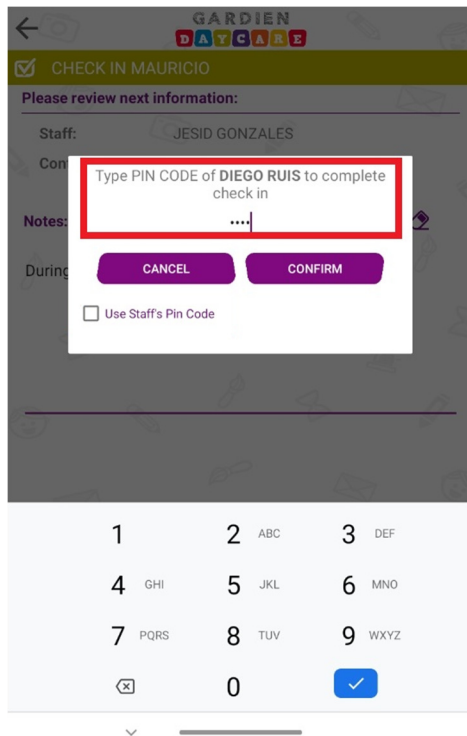 GARDIEN
DAYCARE
CHECK IN MAURICIO
Please review next information:
Staff: JESID GONZALES
Con
Type PIN CODE of DIEGO RUIS to complete
check in
Notes:
••••
During
CANCEL CONFIRM
Use Staff's Pin Code
1 2 ABC 3 DEF
4 GHI 5 JKL 6 MNO
7 PQRS 8 TUV 9 WXYZ
0